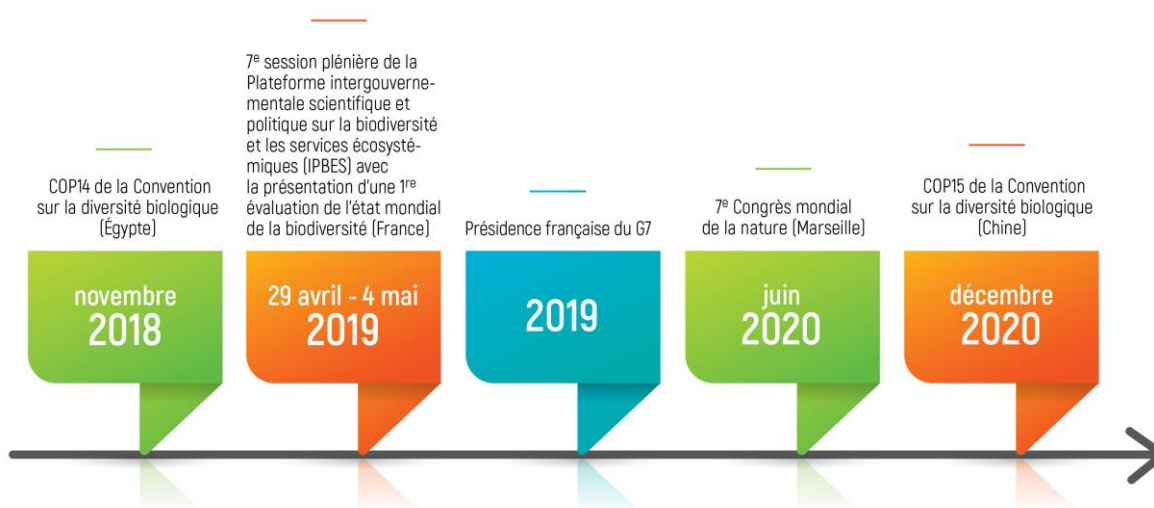 COP14 de la Convention
sur la diversité biologique
(Égypte)
novembre
2018
7e session plénière de la
Plateforme intergouverne-
mentale scientifique et
politique sur la biodiversité
et les services écosysté-
miques (IPBES) avec
la présentation d'une 1re
évaluation de l'état mondial
de la biodiversité (France)
29 avril - 4 mai
2019
Présidence française du G7
2019
7e Congrès mondial
de la nature (Marseille)
juin
2020
COP15 de la Convention
sur la diversité biologique
(Chine)
décembre
2020